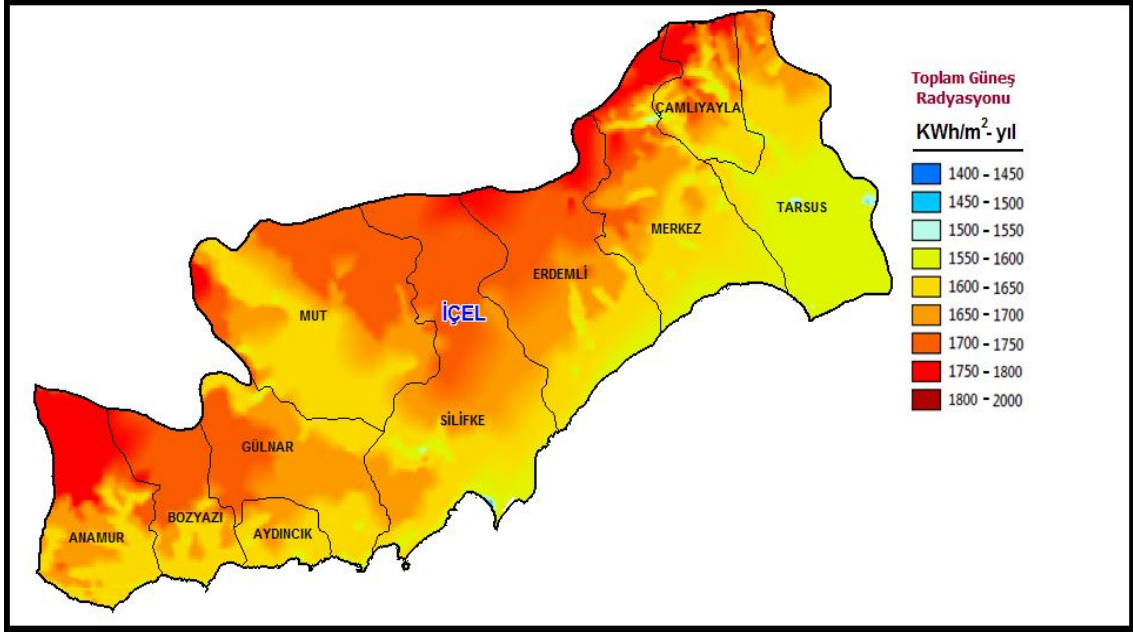 Toplam Güneş
Radyasyonu
KWh/m²- yıl
1400 - 1450
1450 - 1500
1500 - 1550
1550 - 1600
1600 - 1650
1650 - 1700
1700 - 1750
1750 - 1800
1800 - 2000
ÇAMLIYAYLA
TARSUS
MERKEZ
ERDEMLİ
İÇEL
MUT
SİLİFKE
GÜLNAR
BOZYAZI
AYDINCIK
ANAMUR